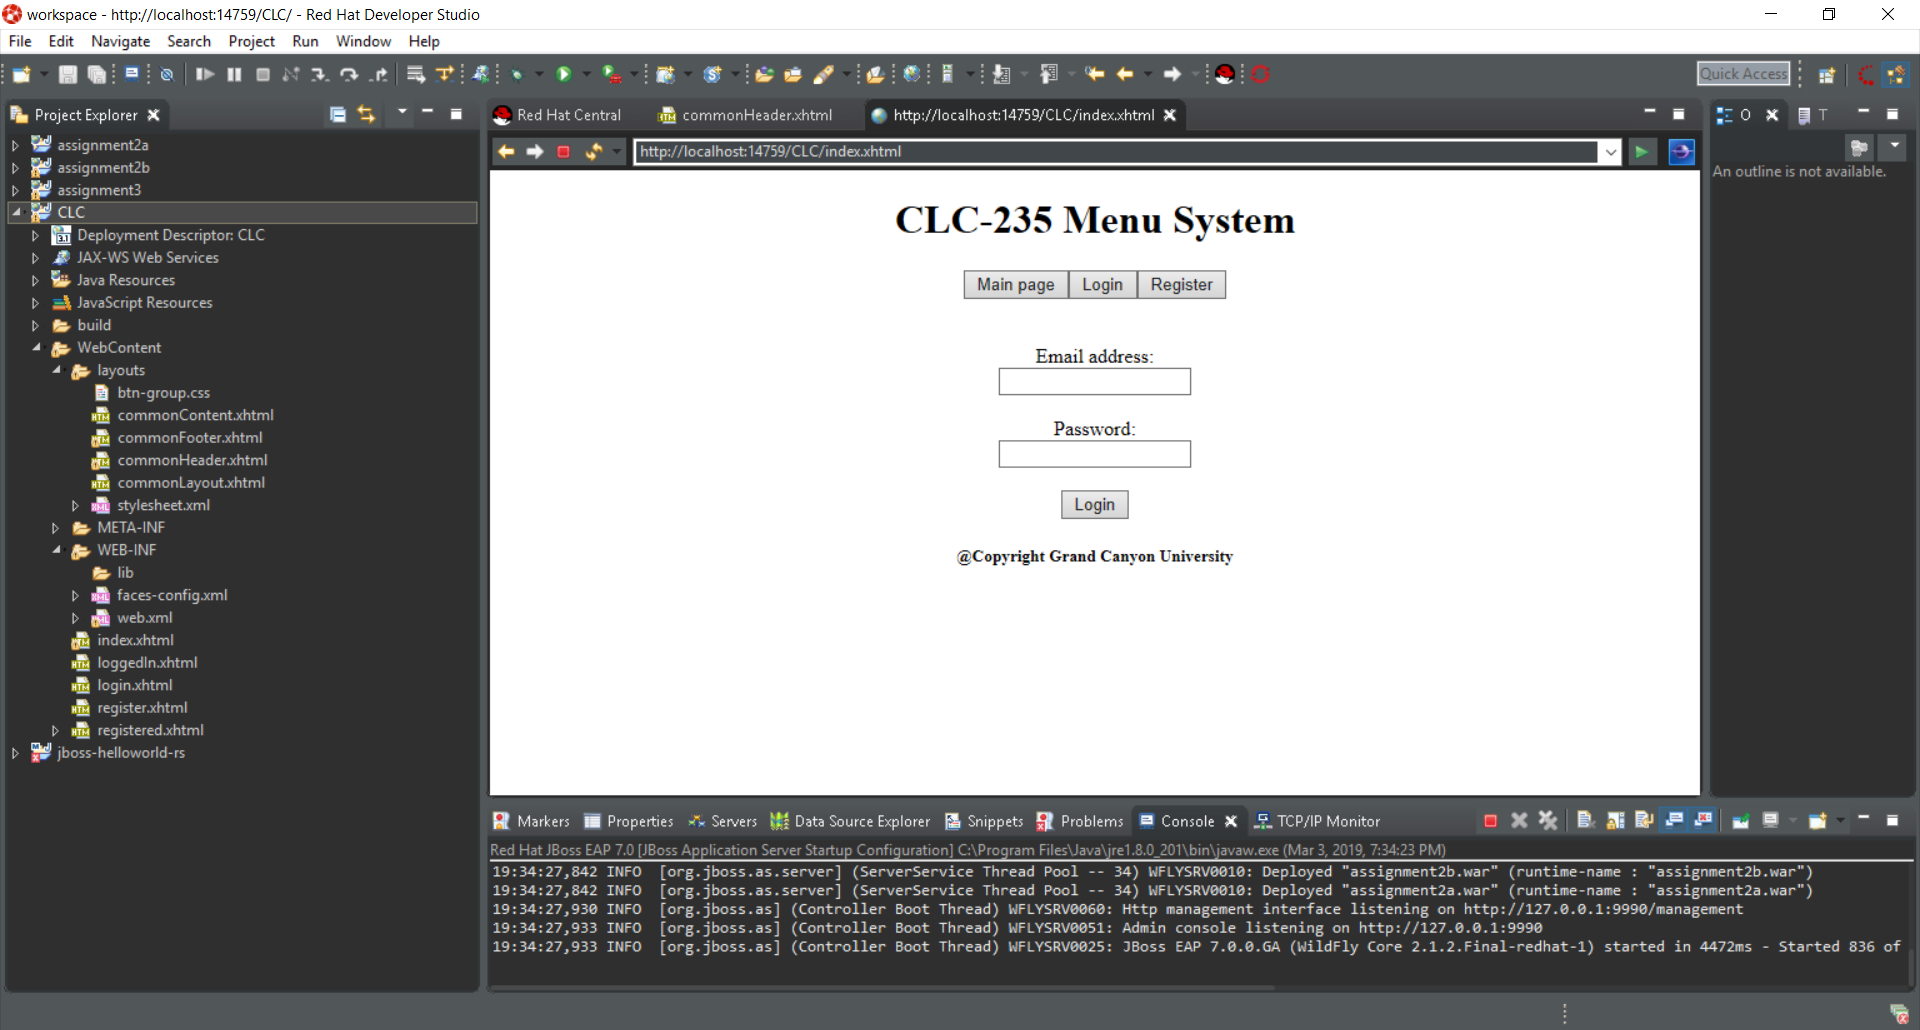 workspace - http://localhost:14759/CLC/ - Red Hat Developer Studio
File Edit Navigate Search Project Run Window Help
Quick Access
Project Explorer
assignment2a
assignment2b
assignment3
CLC
Deployment Descriptor: CLC
JAX-WS Web Services
Java Resources
JavaScript Resources
build
WebContent
layouts
btn-group.css
commonContent.xhtml
commonFooter.xhtml
commonHeader.xhtml
commonLayout.xhtml
stylesheet.xml
META-INF
WEB-INF
lib
faces-config.xml
web.xml
index.xhtml
loggedIn.xhtml
login.xhtml
register.xhtml
registered.xhtml
jboss-helloworld-rs
Red Hat Central commonHeader.xhtml http://localhost:14759/CLC/index.xhtml
http://localhost:14759/CLC/index.xhtml
CLC-235 Menu System
Main page Login Register
Email address:
Password:
Login
@Copyright Grand Canyon University
O T
An outline is not available.
Markers Properties Servers Data Source Explorer Snippets Problems Console TCP/IP Monitor
Red Hat JBoss EAP 7.0 [JBoss Application Server Startup Configuration] C:\Program Files\Java\jre1.8.0_201\bin\javaw.exe (Mar 3, 2019, 7:34:23 PM)
19:34:27,842 INFO [org.jboss.as.server] (ServerService Thread Pool -- 34) WFLYSRV0010: Deployed "assignment2b.war" (runtime-name : "assignment2b.war")
19:34:27,842 INFO [org.jboss.as.server] (ServerService Thread Pool -- 34) WFLYSRV0010: Deployed "assignment2a.war" (runtime-name : "assignment2a.war")
19:34:27,930 INFO [org.jboss.as] (Controller Boot Thread) WFLYSRV0060: Http management interface listening on http://127.0.0.1:9990/management
19:34:27,933 INFO [org.jboss.as] (Controller Boot Thread) WFLYSRV0051: Admin console listening on http://127.0.0.1:9990
19:34:27,933 INFO [org.jboss.as] (Controller Boot Thread) WFLYSRV0025: JBoss EAP 7.0.0.GA (WildFly Core 2.1.2.Final-redhat-1) started in 4472ms - Started 836 of